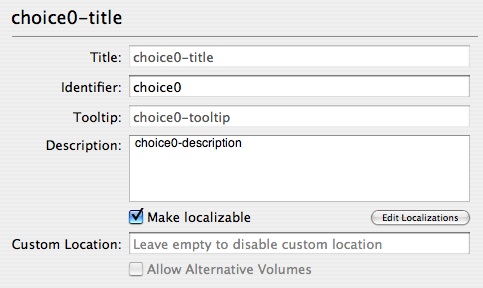 choice0-title
Title: choice0-title
Identifier: choice0
Tooltip: choice0-tooltip
Description: choice0-description
Make localizable Edit Localizations
Custom Location: Leave empty to disable custom location
Allow Alternative Volumes